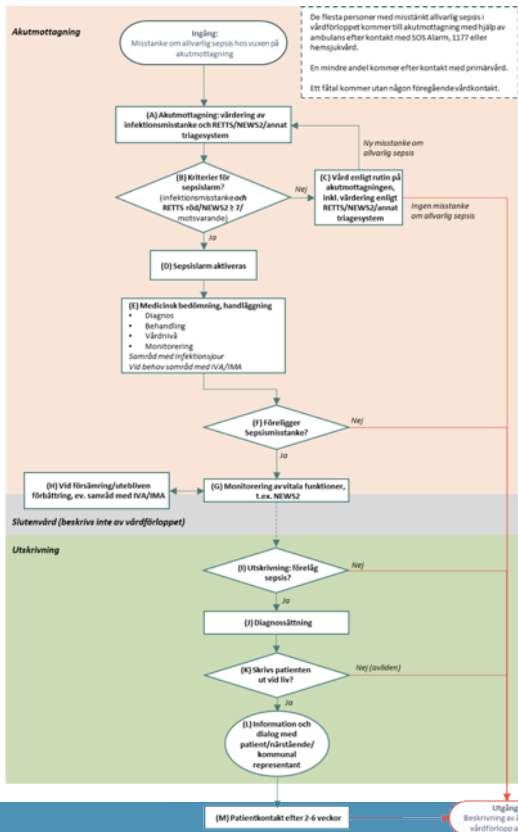 Akutmottagning
Ingång:
Misstanke om allvarlig sepsis hos vuxen på
akutmottagning
De flesta personer med misstänkt allvarlig sepsis i
vårdförloppet kommer till akutmottagning med hjälp av
ambulans efter kontakt med SOS Alarm, 1177 eller
hemsjukvård.
En mindre andel kommer efter kontakt med primärvård.
Ett fåtal kommer utan någon föregående vårdkontakt.
(A) Akutmottagning: värdering av
infektionsmisstanke och RETTS/NEWS2/annat
triagesystem
Ny misstanke om
allvarlig sepsis
(B) Kriterier för
sepsislarm?
(infektionsmisstanke och
RETTS röd/NEWS2 ≥ 7/
motsvarande)
Nej
(C) Vård enligt rutin på
akutmottagningen,
inkl. värdering enligt
RETTS/NEWS2/annat
triagesystem
Ingen misstanke
om allvarlig sepsis
Ja
(D) Sepsislarm aktiveras
(E) Medicinsk bedömning, handläggning
• Diagnos
• Behandling
• Vårdnivå
• Monitorering
Samråd med Infektionsjour
Vid behov samråd med IVA/IMA
(F) Föreligger
Sepsismisstanke?
Nej
Ja
(H) Vid försämring/utebliven
förbättring, ev. samråd med IVA/IMA
(G) Monitorering av vitala funktioner,
t.ex. NEWS2
Slutenvård (beskrivs inte av vårdförloppet)
Utskrivning
(I) Utskrivning: förelåg
sepsis?
Nej
Ja
(J) Diagnossättning
(K) Skrivs patienten
ut vid liv?
Nej (avliden)
Ja
(L) Information och
dialog med
patient/närstående/
kommunal
representant
(M) Patientkontakt efter 2-6 veckor
Utgång
Beskrivning av
vårdförlopp